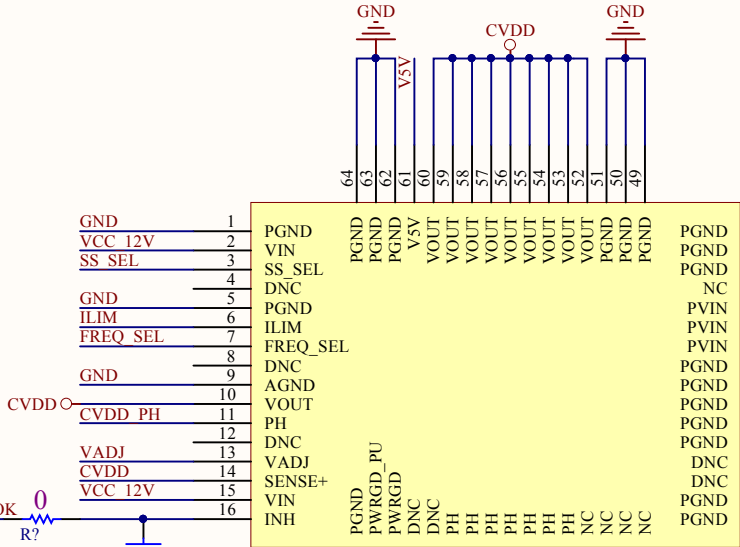 GND
CVDD
GND
V5V
64
63
62
61
60
59
58
57
56
55
54
53
52
51
50
49
PGND
PGND
PGND
V5V
VOUT
VOUT
VOUT
VOUT
VOUT
VOUT
VOUT
VOUT
VOUT
PGND
PGND
PGND
GND 1 PGND PGND
VCC_12V 2 VIN PGND
SS_SEL 3 SS_SEL PGND
4 DNC NC
GND 5 PGND PVIN
ILIM 6 ILIM PVIN
FREQ_SEL 7 FREQ_SEL PVIN
8 DNC PGND
GND 9 AGND PGND
CVDD 10 VOUT PGND
CVDD_PH 11 PH PGND
12 DNC PGND
VADJ 13 VADJ DNC
CVDD 14 SENSE+ DNC
VCC_12V 15 VIN PGND
OK 0 16 INH PGND
R?
PGND
PWRGD_PU
PWRGD
DNC
DNC
PH
PH
PH
PH
PH
PH
PH
NC
NC
NC
NC